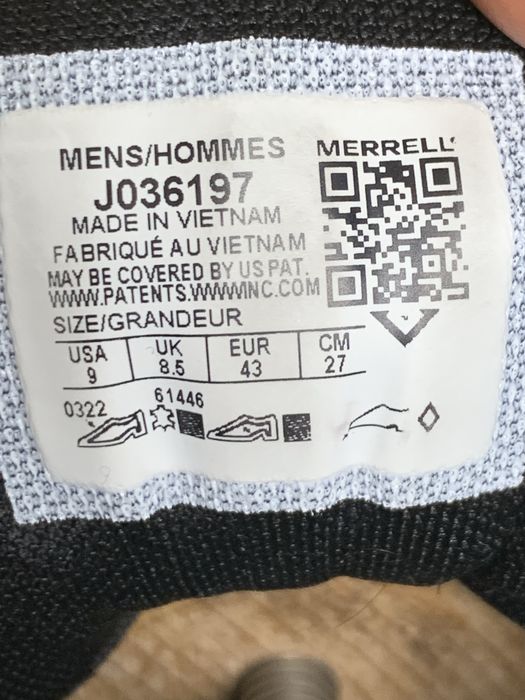 MENS/HOMMES
MERRELL
J036197
MADE IN VIETNAM
FABRIQUÉ AU VIETNAM
MAY BE COVERED BY US PAT.
WWW.PATENTS.WWWINC.COM
SIZE/GRANDEUR
USA UK EUR CM
9 8.5 43 27
0322 61446